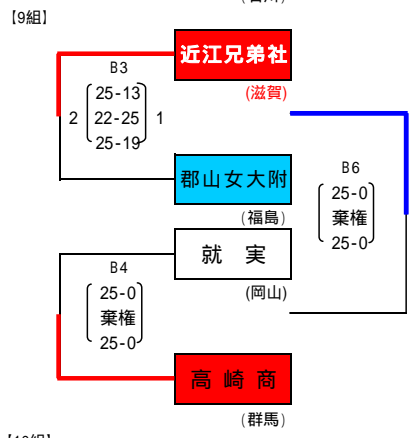 【9組】
近江兄弟社
(滋賀)
B3
25-13
2 22-25 1
25-19
郡山女大附
(福島)
B6
25-0
棄権
25-0
就 実
(岡山)
B4
25-0
棄権
25-0
高 崎 商
(群馬)